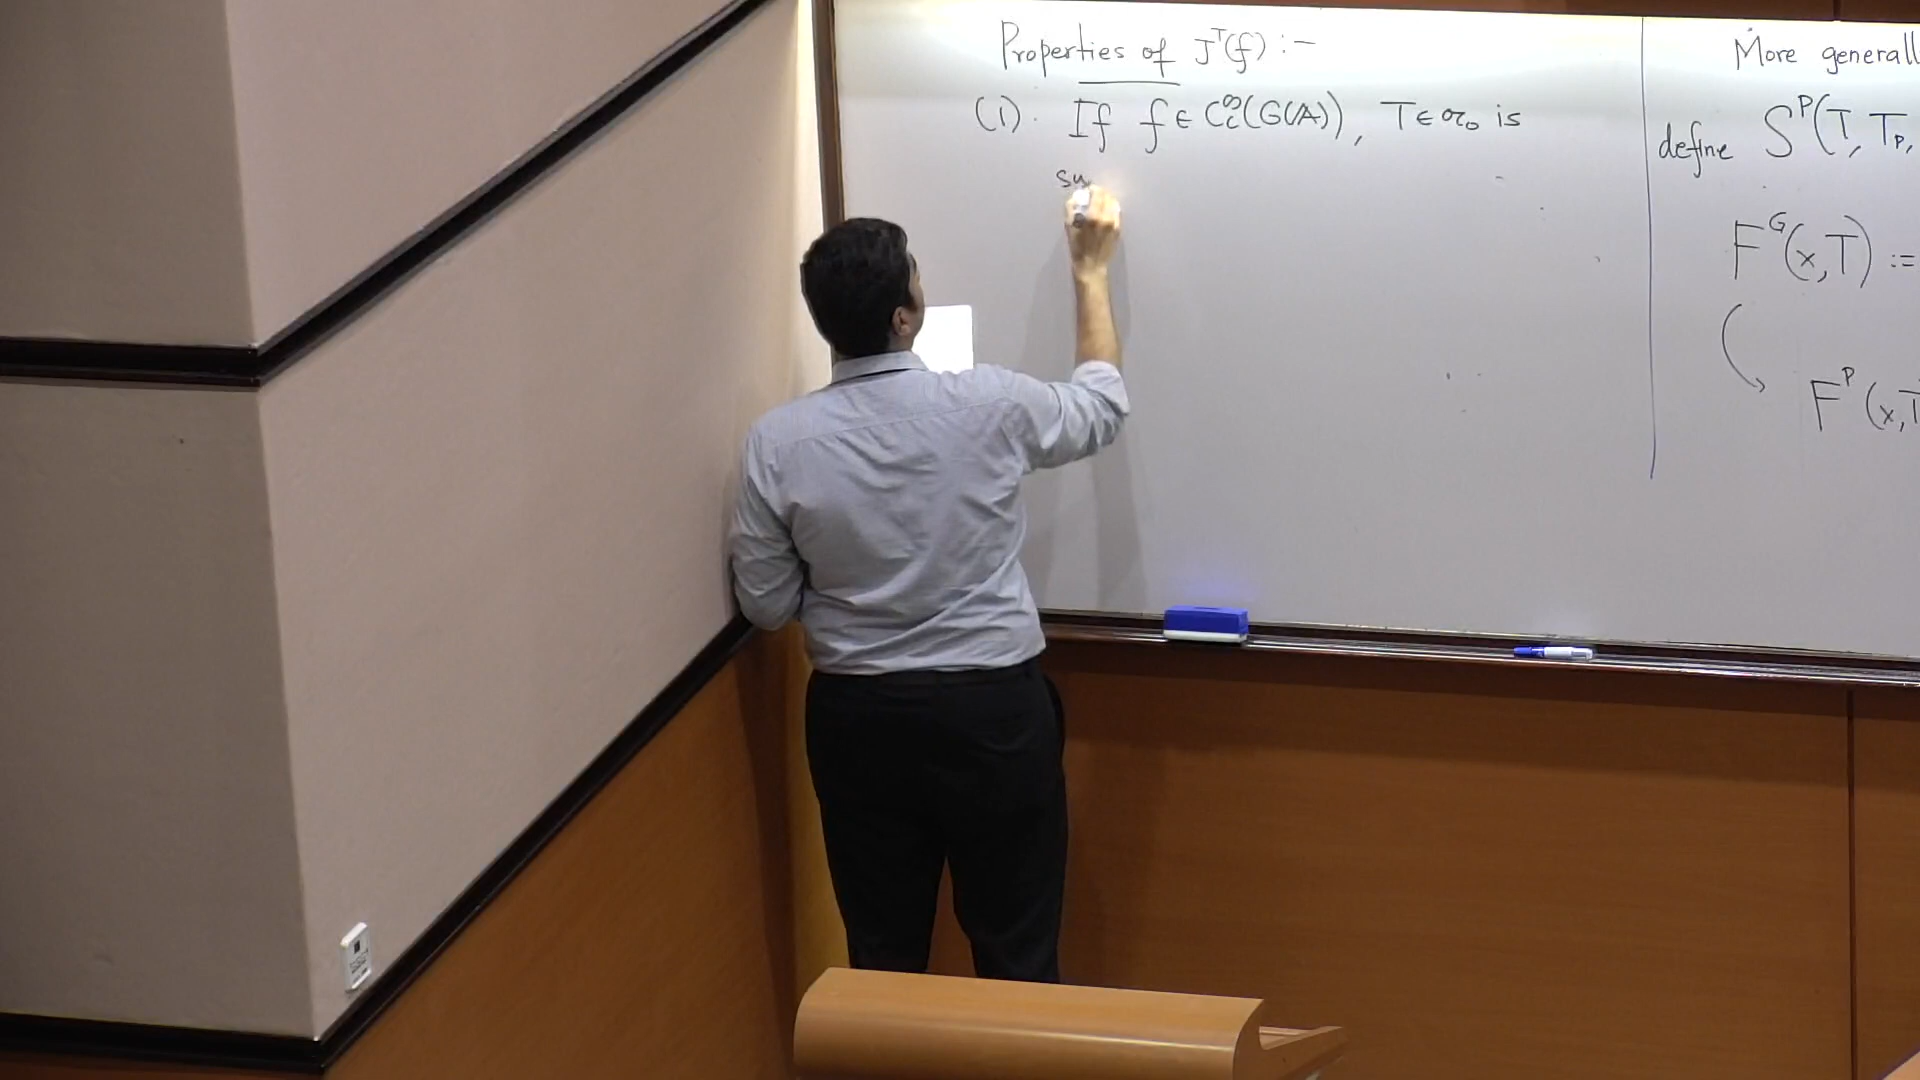 Properties of J^T(f) :-
(1). If f ∈ C_c^∞(G(A)), T ∈ 𝔞_0 is
su
More generall
define S^P(T, T_P,
F^G(x,T) :=
F^P(x,T